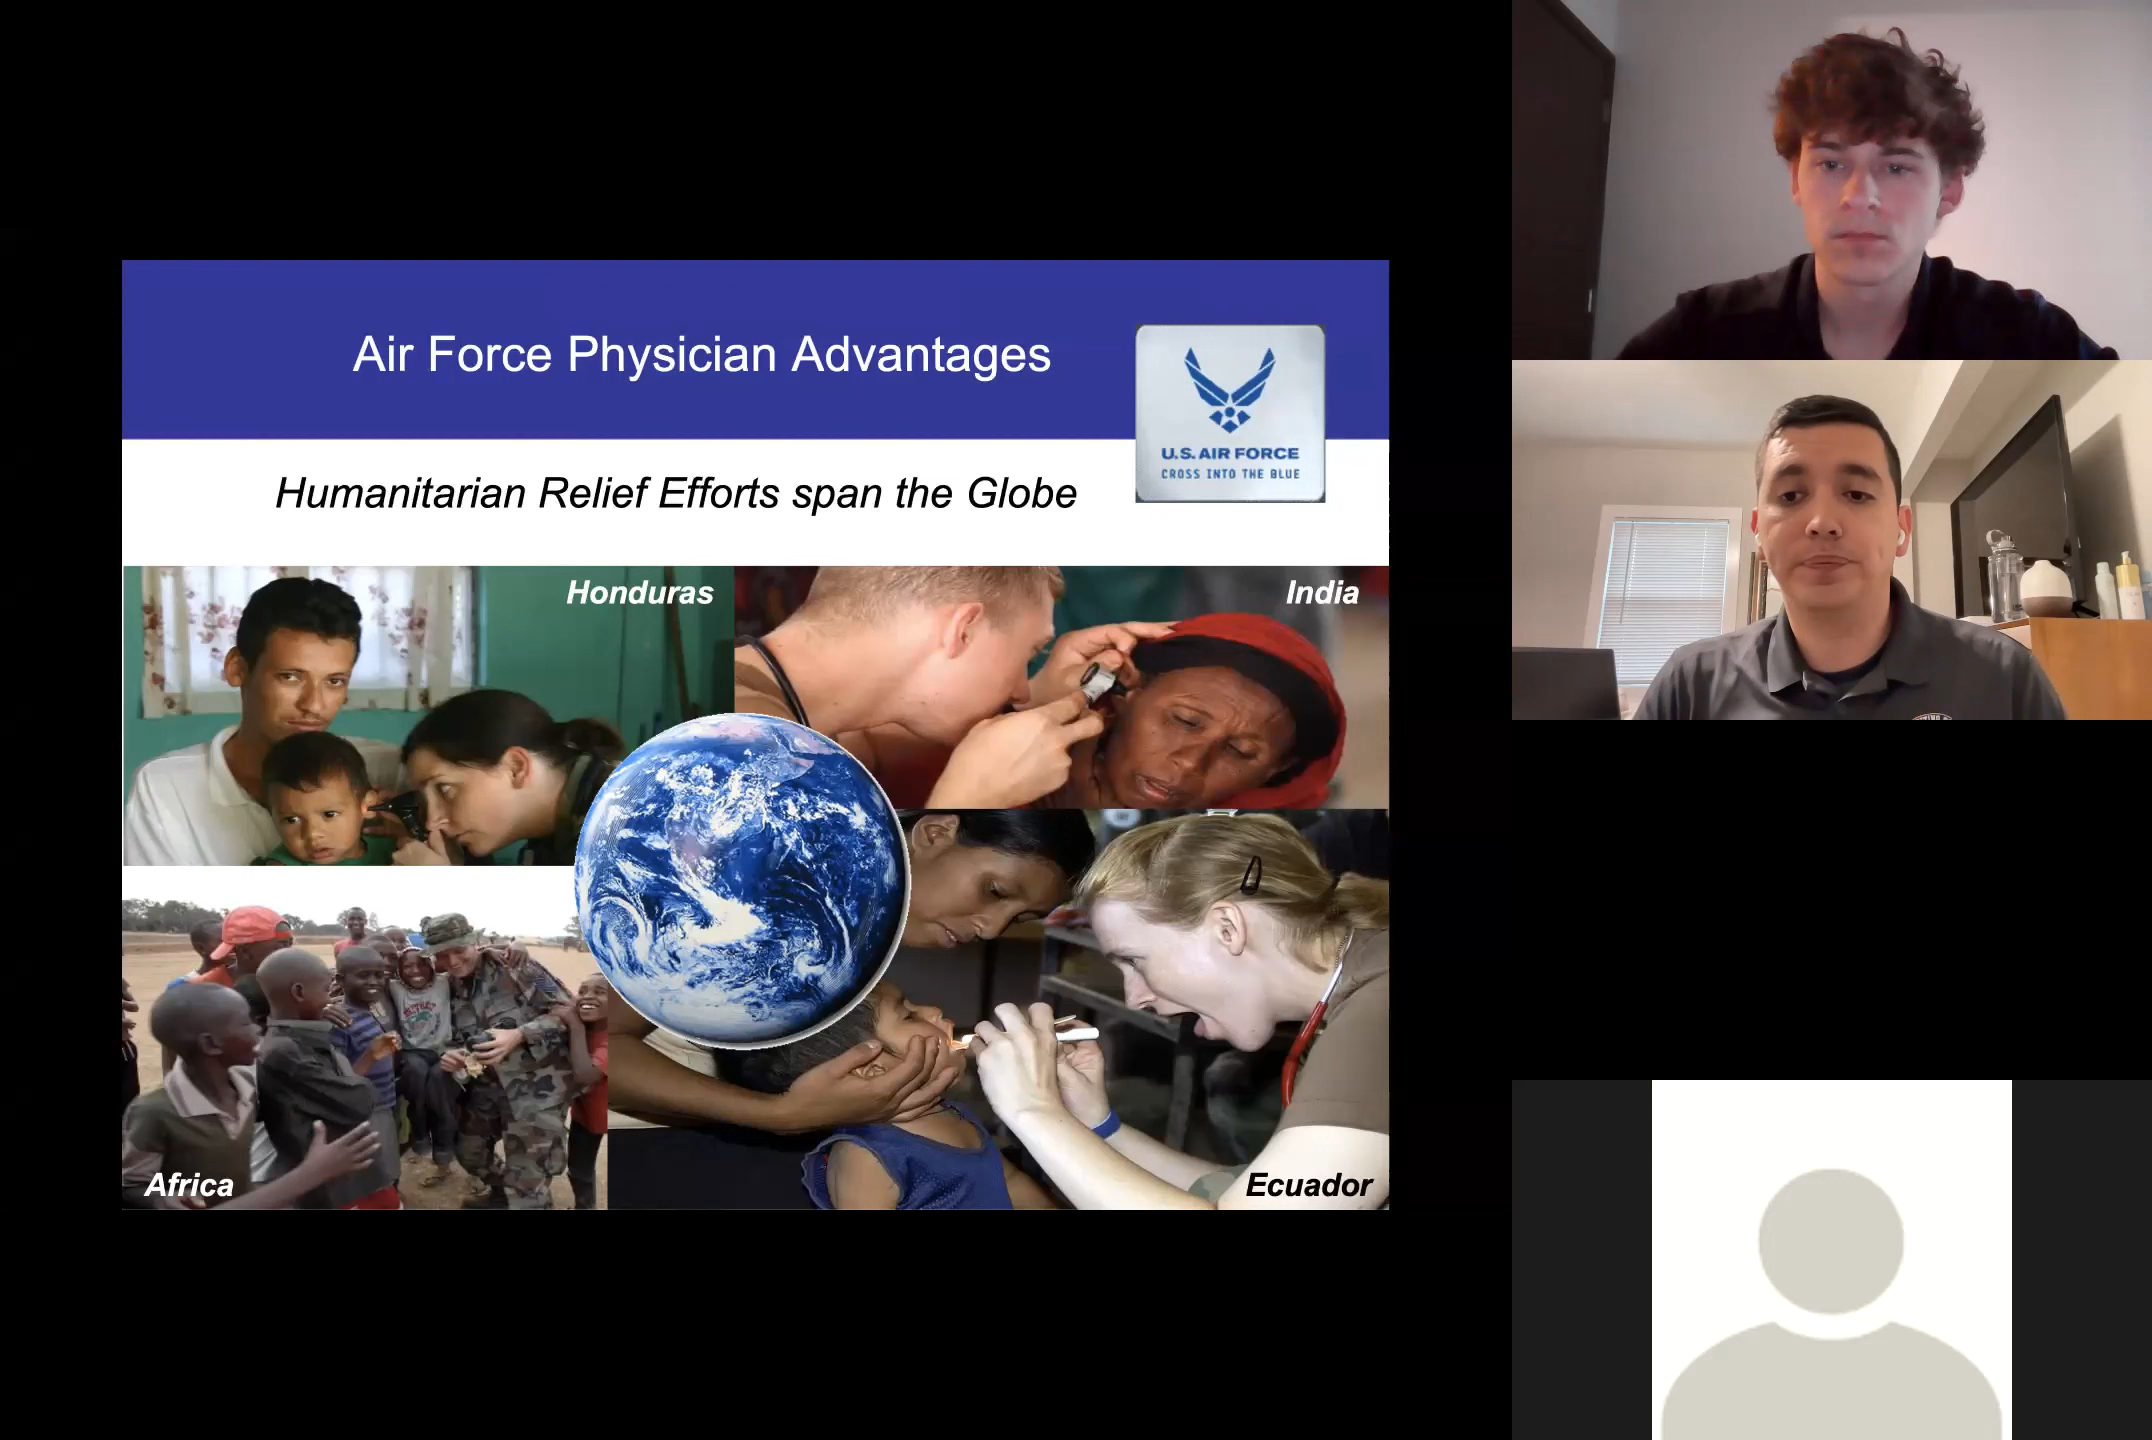 Air Force Physician Advantages
U.S. AIR FORCE
CROSS INTO THE BLUE
Humanitarian Relief Efforts span the Globe
Honduras
India
Africa
Ecuador